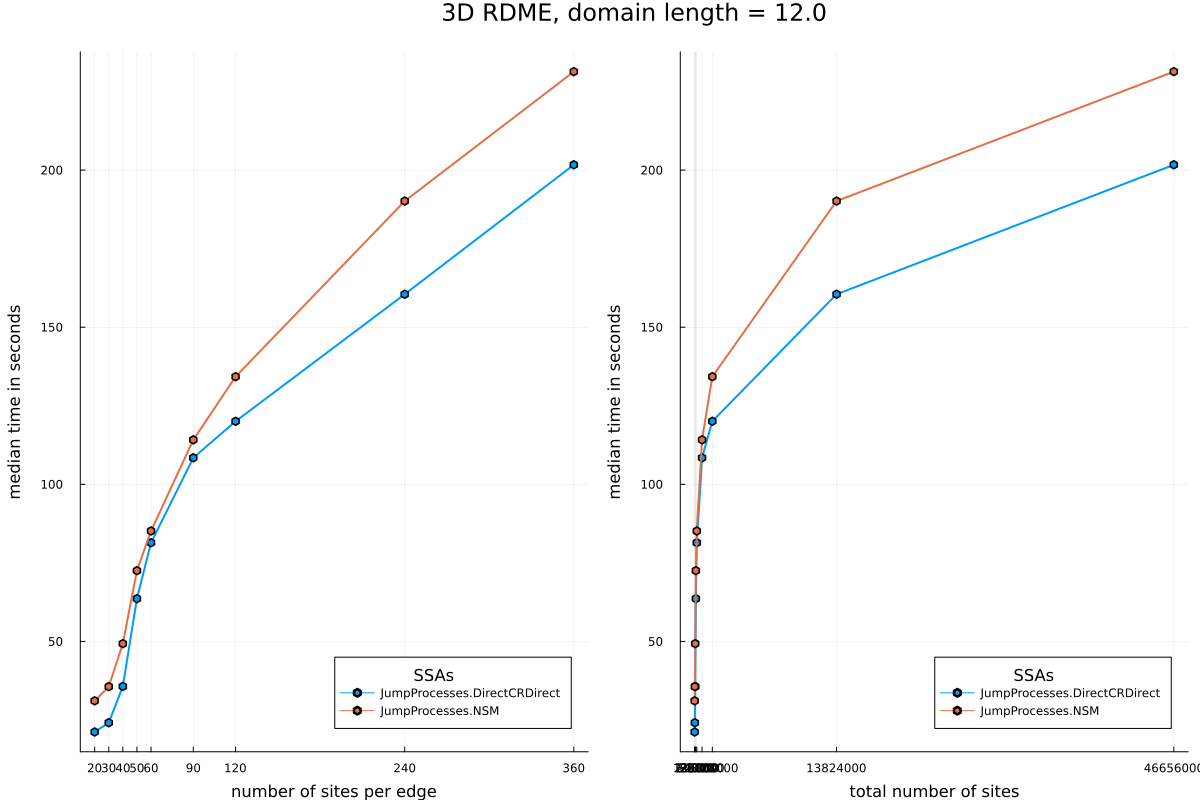 3D RDME, domain length = 12.0
median time in seconds
200
150
100
50
SSAs
JumpProcesses.DirectCRDirect
JumpProcesses.NSM
20 30 40 50 60 90 120 240 360
number of sites per edge
median time in seconds
200
150
100
50
SSAs
JumpProcesses.DirectCRDirect
JumpProcesses.NSM
13824000 46656000
total number of sites